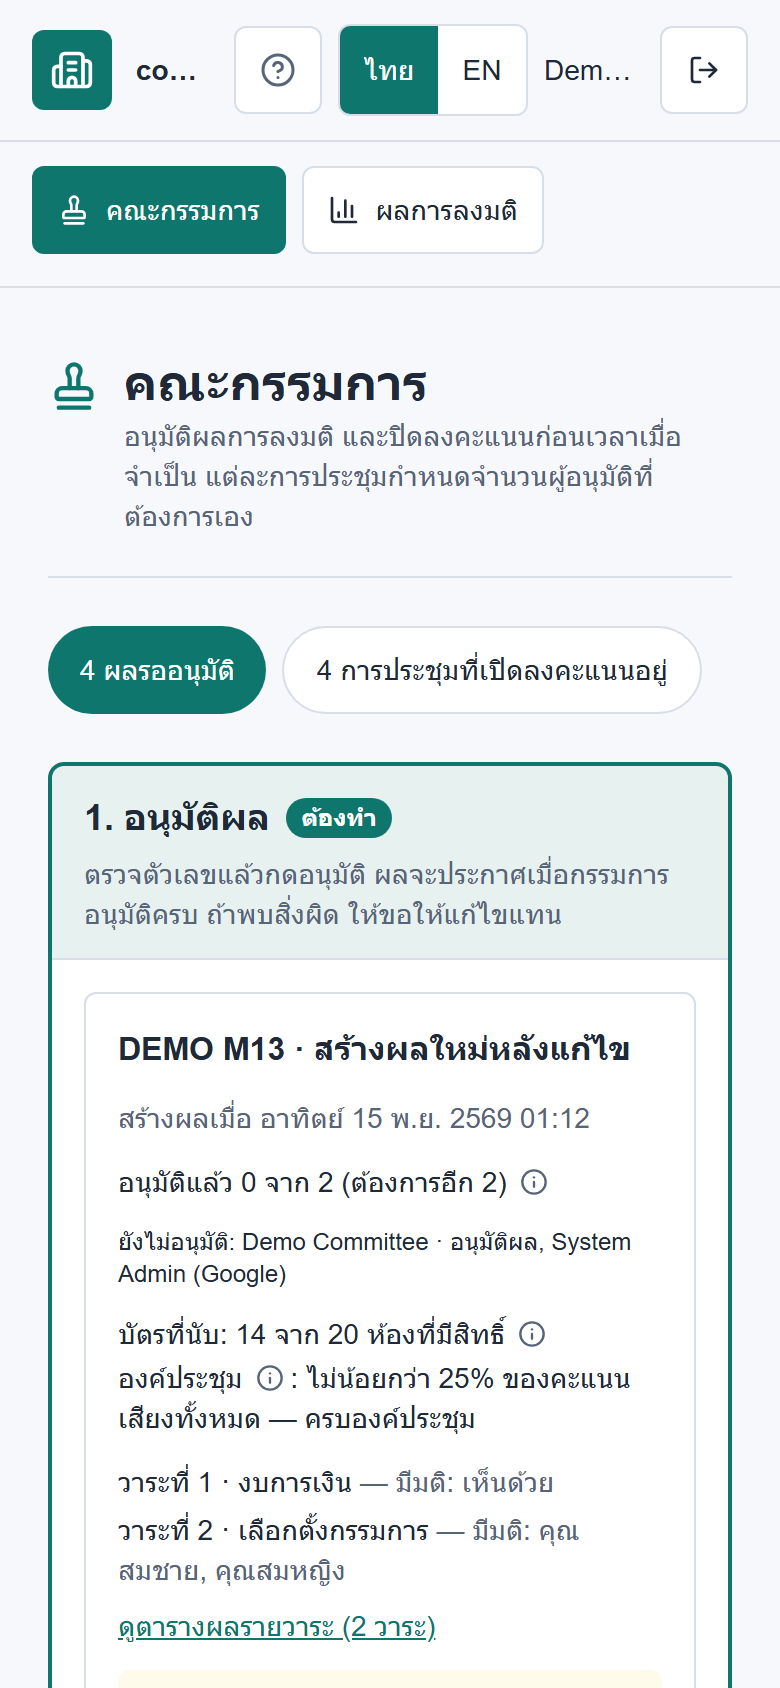 co...
ไทย
EN
Dem...
คณะกรรมการ
ผลการลงมติ
คณะกรรมการ
อนุมัติผลการลงมติ และปิดลงคะแนนก่อนเวลาเมื่อ
จำเป็น แต่ละการประชุมกำหนดจำนวนผู้อนุมัติที่
ต้องการเอง
4 ผลรออนุมัติ
4 การประชุมที่เปิดลงคะแนนอยู่
1. อนุมัติผล ต้องทำ
ตรวจตัวเลขแล้วกดอนุมัติ ผลจะประกาศเมื่อกรรมการ
อนุมัติครบ ถ้าพบสิ่งผิด ให้ขอให้แก้ไขแทน
DEMO M13 · สร้างผลใหม่หลังแก้ไข
สร้างผลเมื่อ อาทิตย์ 15 พ.ย. 2569 01:12
อนุมัติแล้ว 0 จาก 2 (ต้องการอีก 2)
ยังไม่อนุมัติ: Demo Committee · อนุมัติผล, System
Admin (Google)
บัตรที่นับ: 14 จาก 20 ห้องที่มีสิทธิ์
องค์ประชุม : ไม่น้อยกว่า 25% ของคะแนน
เสียงทั้งหมด — ครบองค์ประชุม
วาระที่ 1 · งบการเงิน — มีมติ: เห็นด้วย
วาระที่ 2 · เลือกตั้งกรรมการ — มีมติ: คุณ
สมชาย, คุณสมหญิง
ดูตารางผลรายวาระ (2 วาระ)